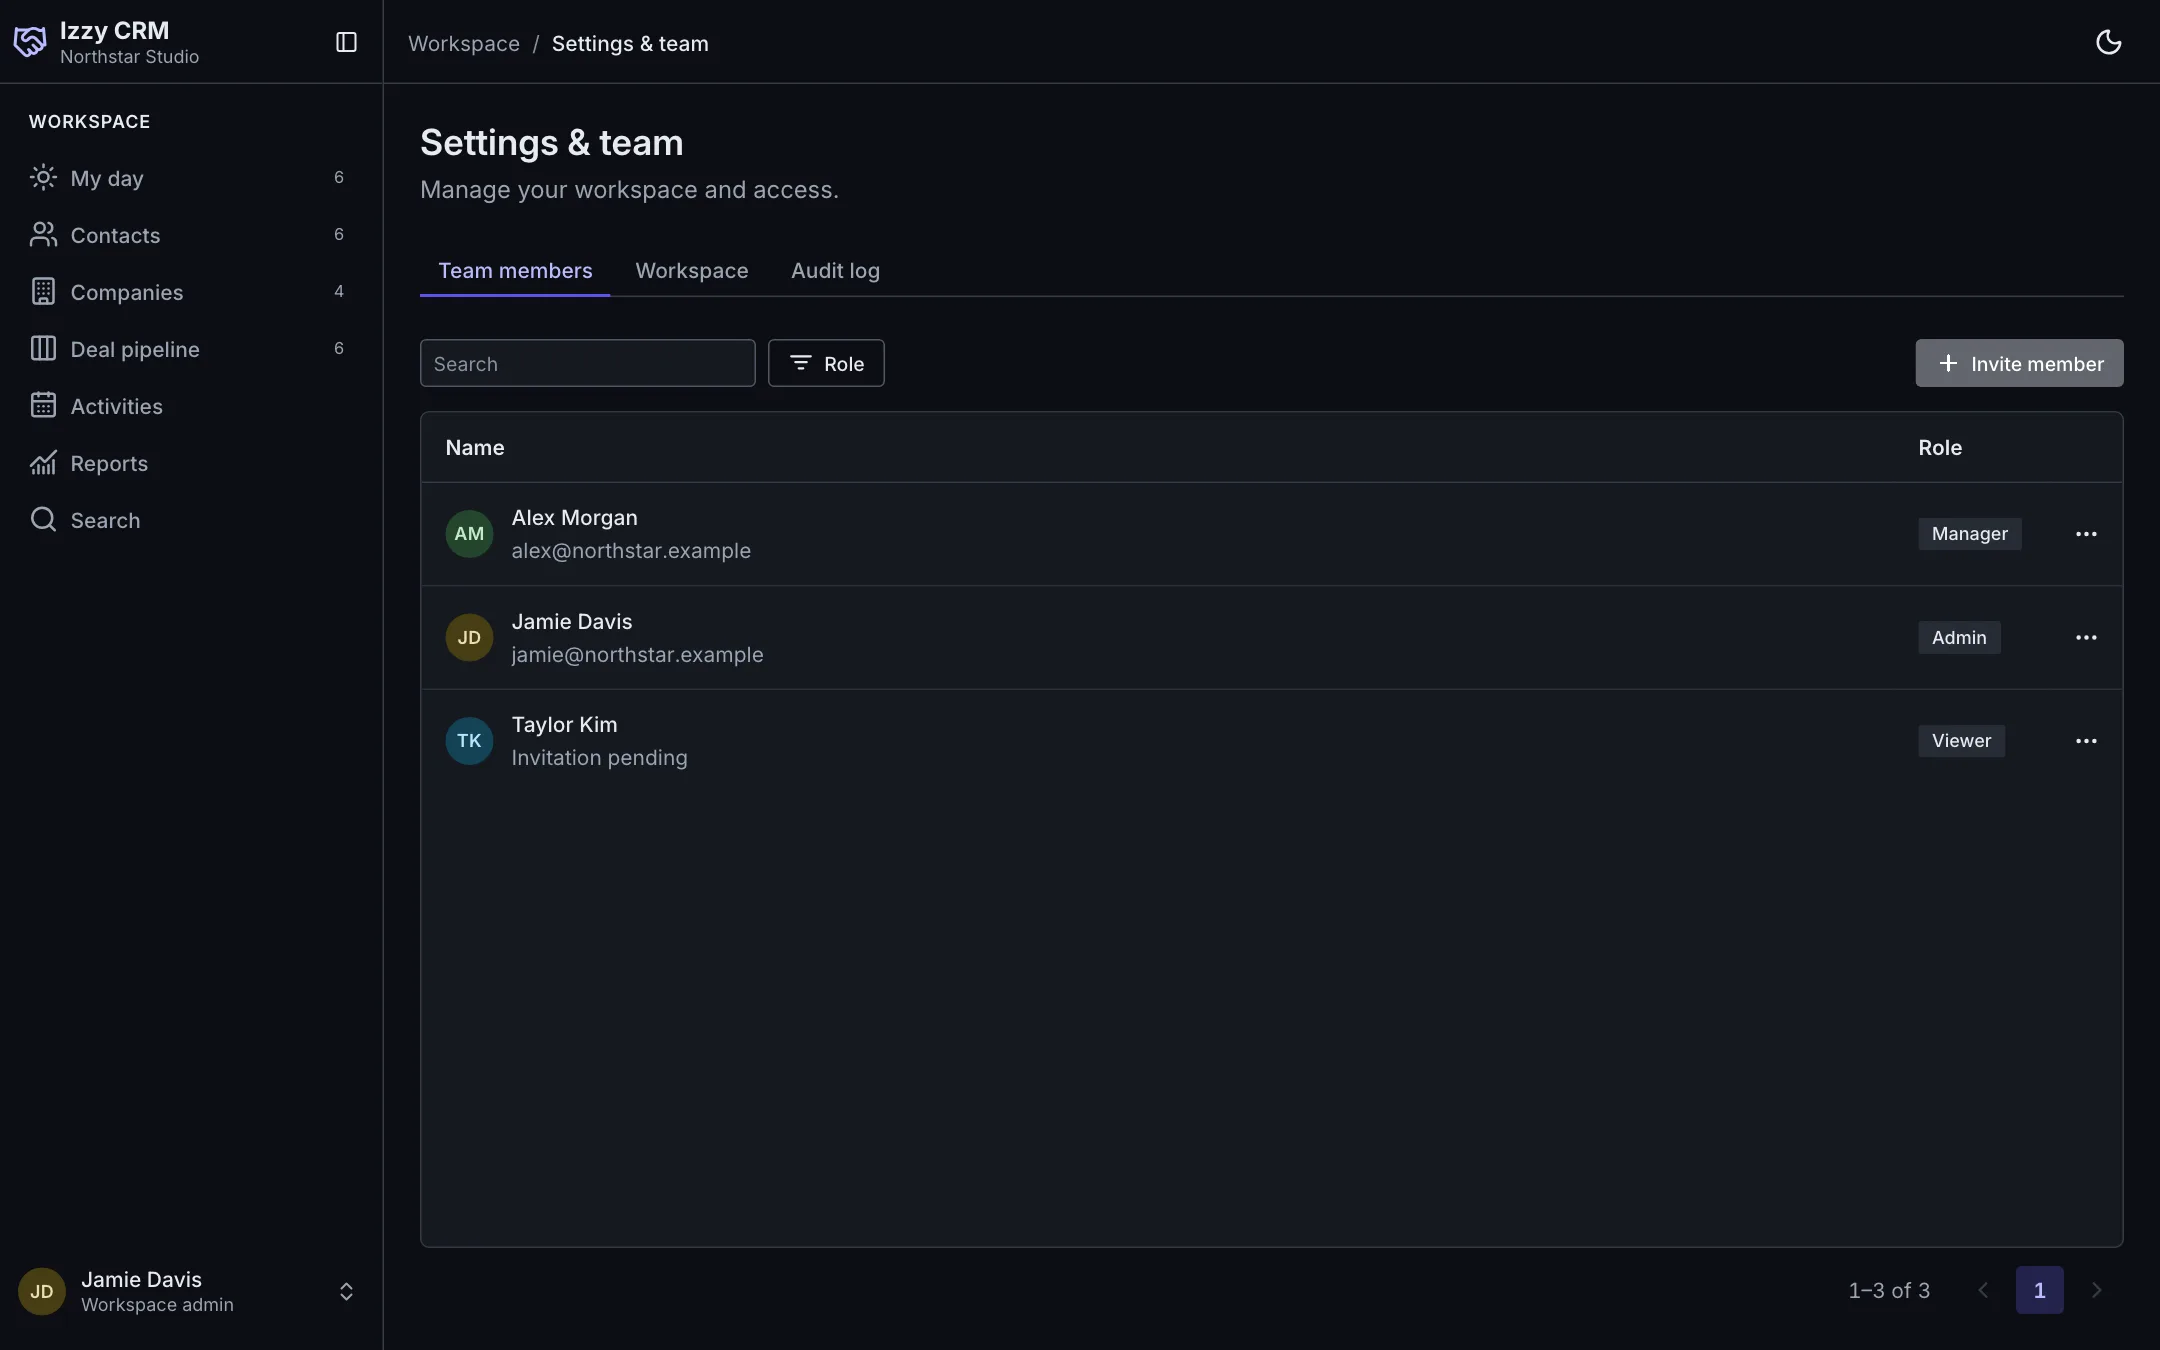 Izzy CRM
Northstar Studio
Workspace / Settings & team
WORKSPACE
My day 6
Contacts 6
Companies 4
Deal pipeline 6
Activities
Reports
Search
Settings & team
Manage your workspace and access.
Team members Workspace Audit log
Search Role Invite member
Name Role
AM Alex Morgan
alex@northstar.example
Manager
JD Jamie Davis
jamie@northstar.example
Admin
TK Taylor Kim
Invitation pending
Viewer
JD Jamie Davis
Workspace admin
1–3 of 3 1